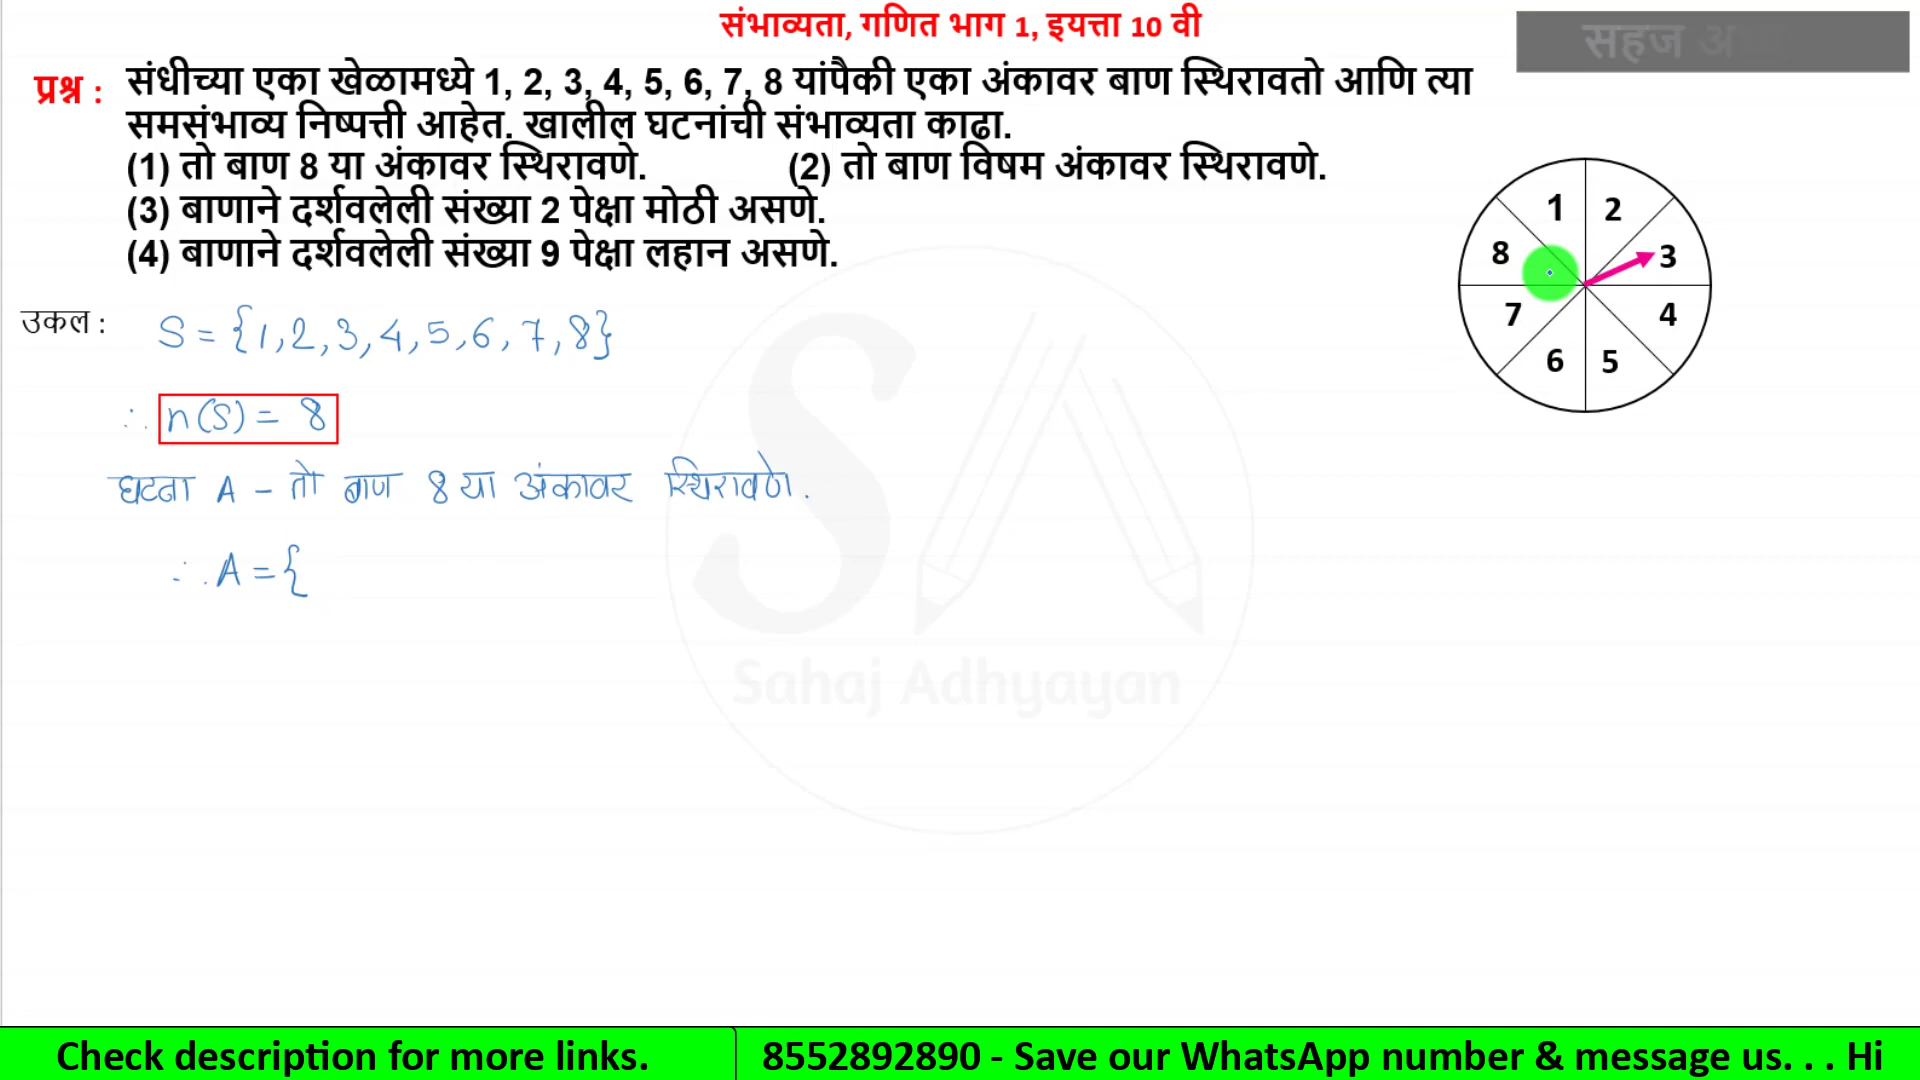 संभाव्यता, गणित भाग 1, इयत्ता 10 वी
सहज
प्रश्न : संधीच्या एका खेळामध्ये 1, 2, 3, 4, 5, 6, 7, 8 यांपैकी एका अंकावर बाण स्थिरावतो आणि त्या
समसंभाव्य निष्पत्ती आहेत. खालील घटनांची संभाव्यता काढा.
(1) तो बाण 8 या अंकावर स्थिरावणे. (2) तो बाण विषम अंकावर स्थिरावणे.
(3) बाणाने दर्शवलेली संख्या 2 पेक्षा मोठी असणे.
(4) बाणाने दर्शवलेली संख्या 9 पेक्षा लहान असणे.
1 2
8 3
7 4
6 5
उकल : S = {1, 2, 3, 4, 5, 6, 7, 8}
∴ n(S) = 8
घटना A - तो बाण 8 या अंकावर स्थिरावणे.
∴ A = {
SA
Sahaj Adhyayan
Check description for more links. 8552892890 - Save our WhatsApp number & message us. . . Hi